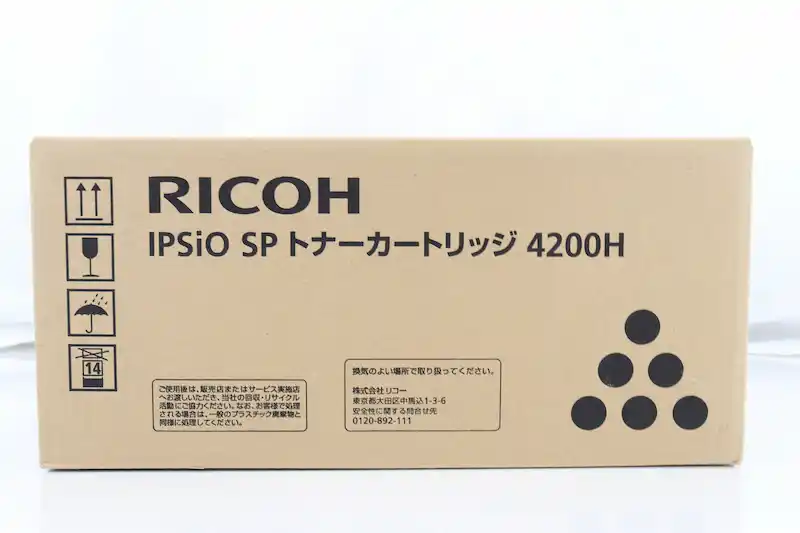 RICOH
IPSiO SP トナーカートリッジ 4200H
14
ご使用後は、販売店またはサービス実施店
へお渡しいただき、当社の回収・リサイクル
活動にご協力ください。なお、お客様で処理
される場合は、一般のプラスチック廃棄物と
同様に処理してください。
換気のよい場所で取り扱ってください。
株式会社リコー
東京都大田区中馬込1-3-6
安全性に関する問合せ先
0120-892-111